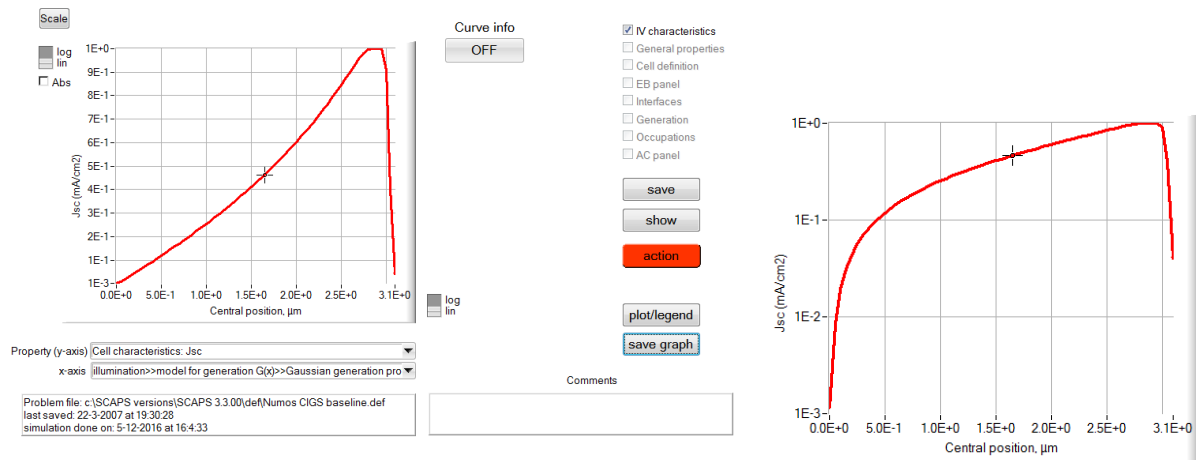 Scale
log
lin
Abs
1E+0
9E-1
8E-1
7E-1
6E-1
5E-1
4E-1
3E-1
2E-1
1E-1
1E-3
Jsc (mA/cm2)
0.0E+0 5.0E-1 1.0E+0 1.5E+0 2.0E+0 2.5E+0 3.1E+0
Central position, µm
log
lin
Curve info
OFF
IV characteristics
General properties
Cell definition
EB panel
Interfaces
Generation
Occupations
AC panel
save
show
action
plot/legend
save graph
Property (y-axis) Cell characteristics: Jsc
x-axis illumination>>model for generation G(x)>>Gaussian generation pro
Problem file: c:\SCAPS versions\SCAPS 3.3.00\def\Numos CIGS baseline.def
last saved: 22-3-2007 at 19:30:28
simulation done on: 5-12-2016 at 16:4:33
Comments
1E+0
1E-1
1E-2
1E-3
Jsc (mA/cm2)
0.0E+0 5.0E-1 1.0E+0 1.5E+0 2.0E+0 2.5E+0 3.1E+0
Central position, µm